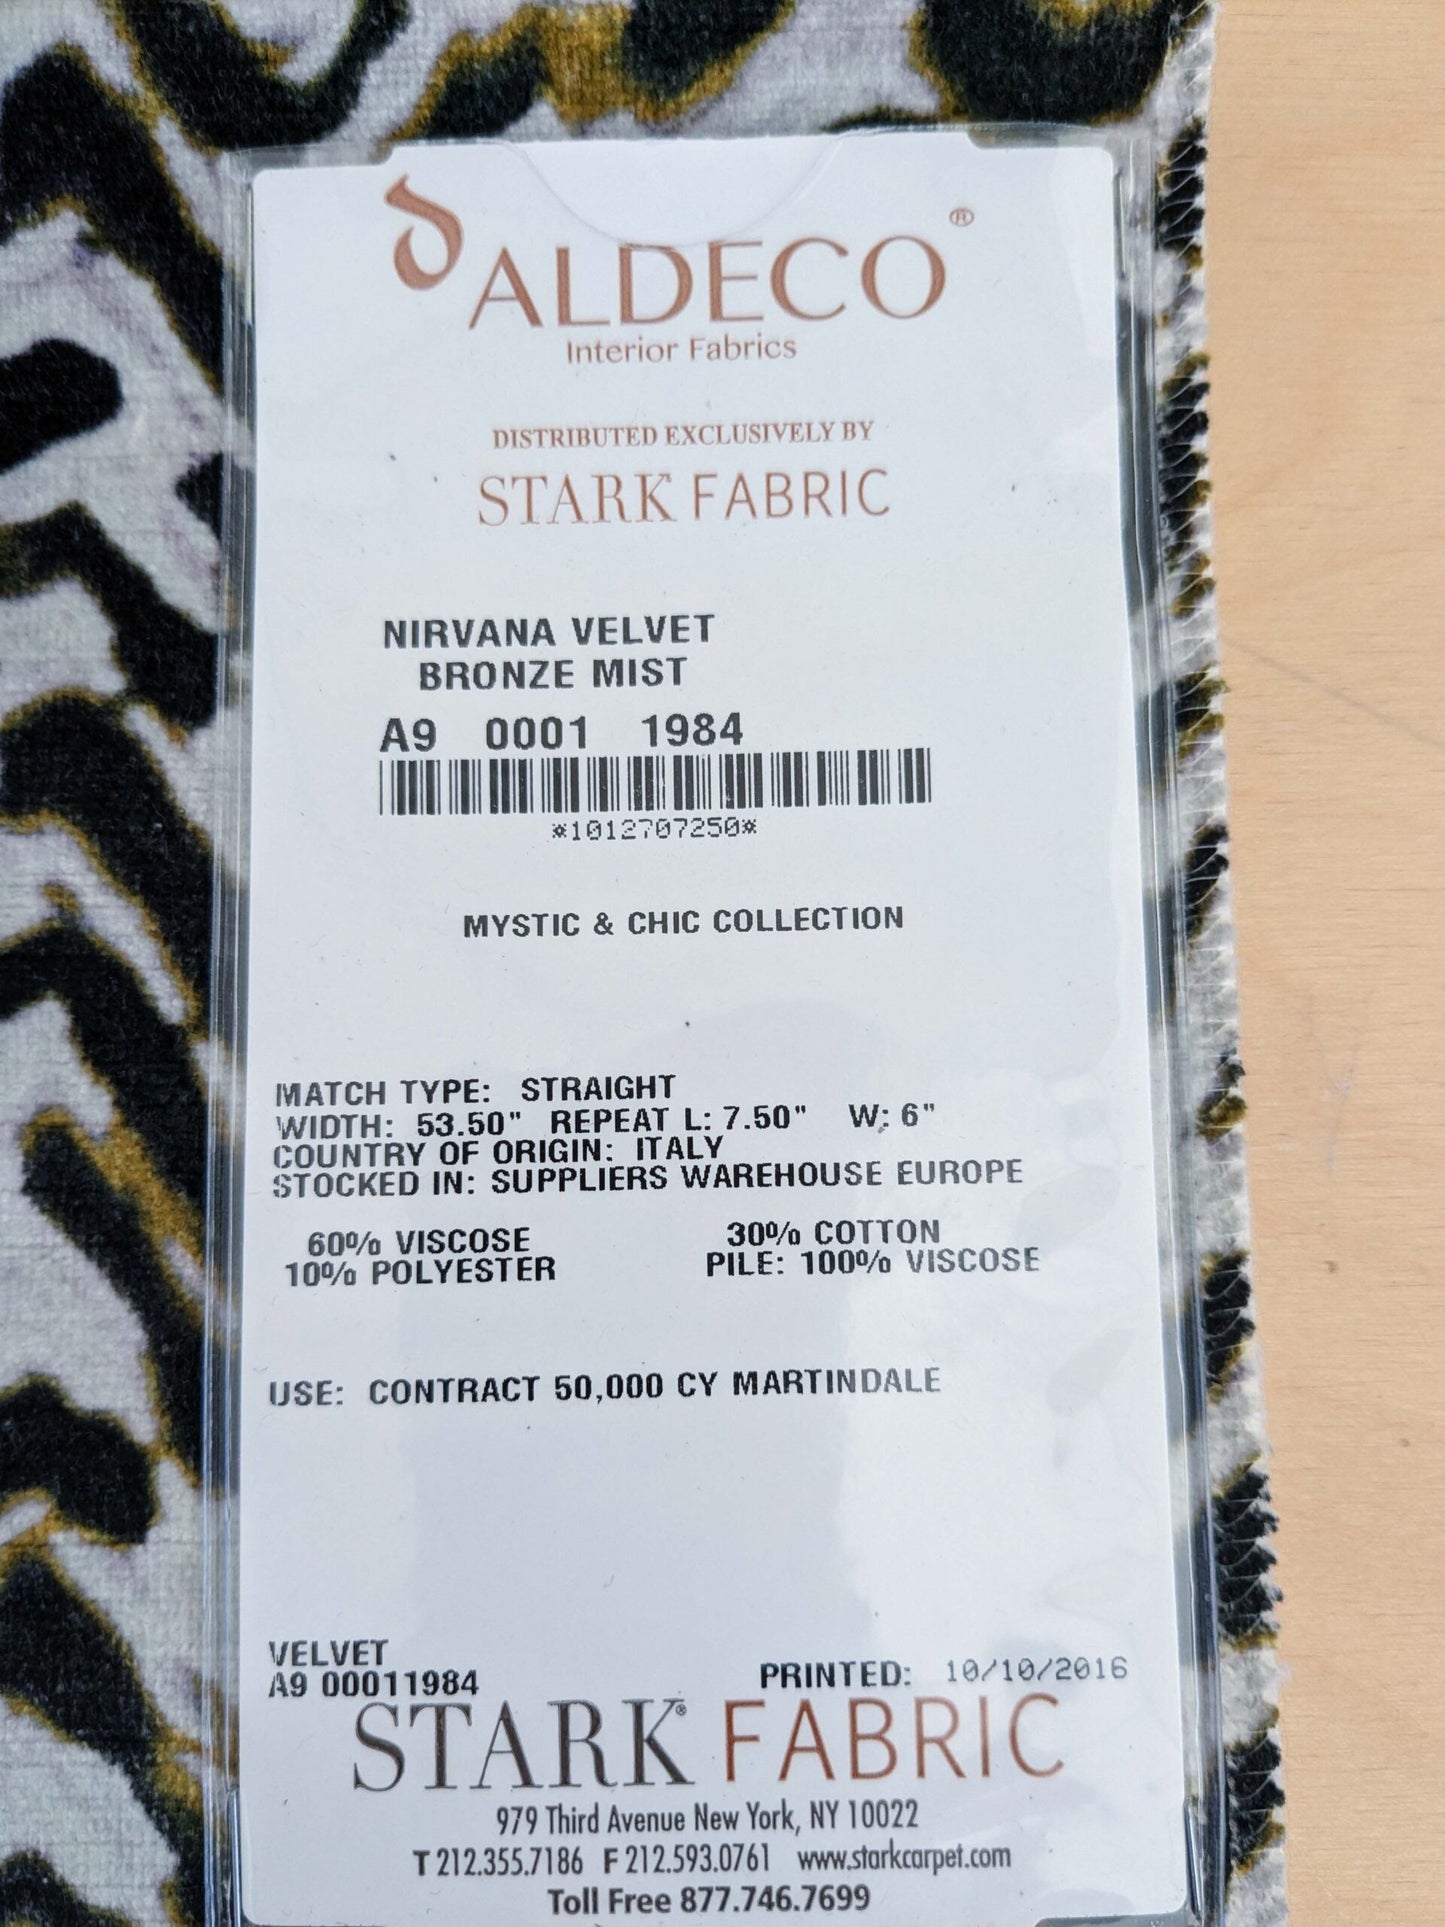 ALDECO®
Interior Fabrics
DISTRIBUTED EXCLUSIVELY BY
STARK FABRIC
NIRVANA VELVET
BRONZE MIST
A9 0001 1984
*1012707250*
MYSTIC & CHIC COLLECTION
MATCH TYPE: STRAIGHT
WIDTH: 53.50" REPEAT L: 7.50" W: 6"
COUNTRY OF ORIGIN: ITALY
STOCKED IN: SUPPLIERS WAREHOUSE EUROPE
60% VISCOSE 30% COTTON
10% POLYESTER PILE: 100% VISCOSE
USE: CONTRACT 50,000 CY MARTINDALE
VELVET
A9 00011984 PRINTED: 10/10/2016
STARK® FABRIC
979 Third Avenue New York, NY 10022
T 212.355.7186 F 212.593.0761 www.starkcarpet.com
Toll Free 877.746.7699